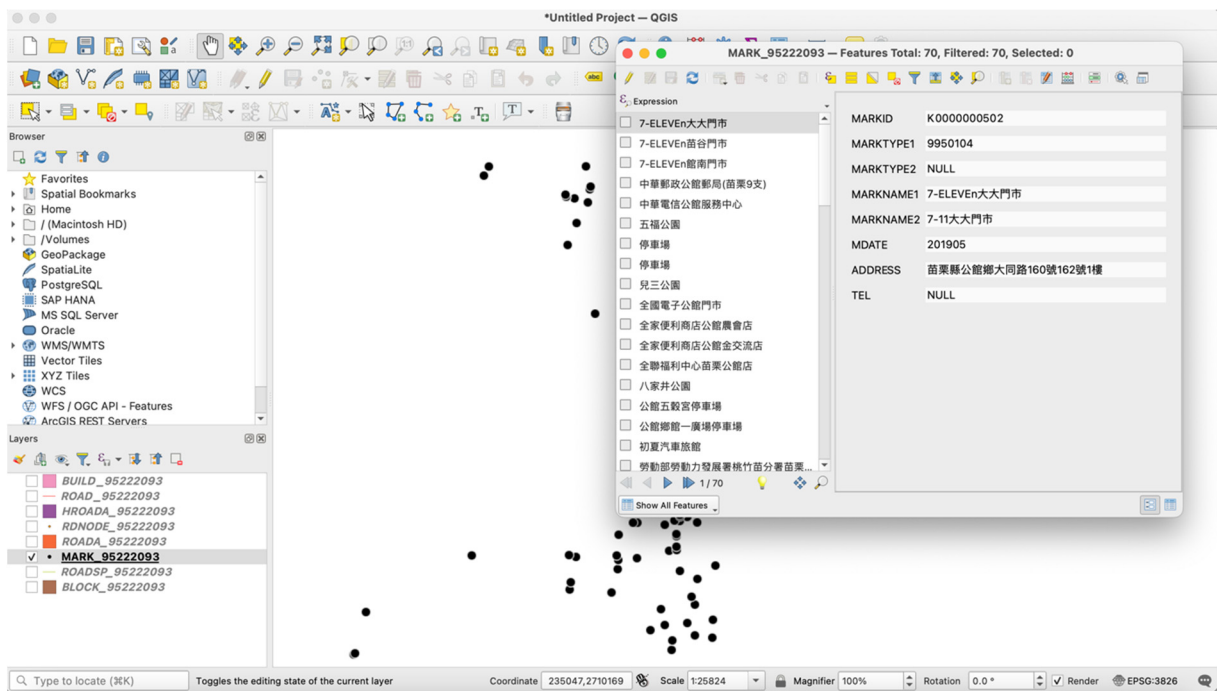 *Untitled Project — QGIS
MARK_95222093 — Features Total: 70, Filtered: 70, Selected: 0
abc
Expression
7-ELEVEn大大門市
7-ELEVEn苗谷門市
7-ELEVEn館南門市
中華郵政公館郵局(苗栗9支)
中華電信公館服務中心
五福公園
停車場
停車場
兒三公園
全國電子公館門市
全家便利商店公館農會店
全家便利商店公館金交流店
全聯福利中心苗栗公館店
八家井公園
公館五穀宮停車場
公館鄉館一廣場停車場
初夏汽車旅館
勞動部勞動力發展署桃竹苗分署苗栗...
1 / 70
Show All Features
MARKID K0000000502
MARKTYPE1 9950104
MARKTYPE2 NULL
MARKNAME1 7-ELEVEn大大門市
MARKNAME2 7-11大大門市
MDATE 201905
ADDRESS 苗栗縣公館鄉大同路160號162號1樓
TEL NULL
Browser
Favorites
Spatial Bookmarks
Home
/ (Macintosh HD)
/Volumes
GeoPackage
SpatiaLite
PostgreSQL
SAP HANA
MS SQL Server
Oracle
WMS/WMTS
Vector Tiles
XYZ Tiles
WCS
WFS / OGC API - Features
ArcGIS REST Servers
Layers
BUILD_95222093
ROAD_95222093
HROADA_95222093
RDNODE_95222093
ROADA_95222093
MARK_95222093
ROADSP_95222093
BLOCK_95222093
Type to locate (⌘K)
Toggles the editing state of the current layer
Coordinate 235047,2710169
Scale 1:25824
Magnifier 100%
Rotation 0.0 °
Render
EPSG:3826